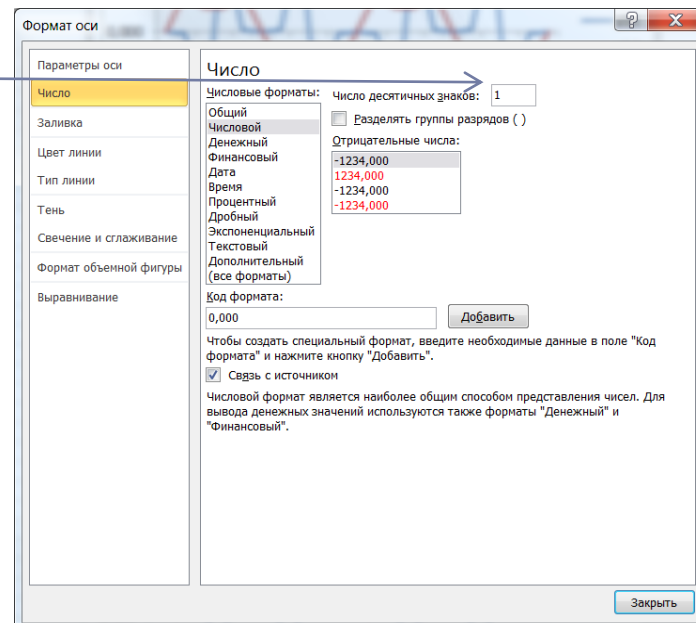 Формат оси
0,000
Параметры оси
Число
Заливка
Цвет линии
Тип линии
Тень
Свечение и сглаживание
Формат объемной фигуры
Выравнивание
Число
Числовые форматы:
Общий
Числовой
Денежный
Финансовый
Дата
Время
Процентный
Дробный
Экспоненциальный
Текстовый
Дополнительный
(все форматы)
Число десятичных знаков: 1
Разделять группы разрядов ( )
Отрицательные числа:
-1234,000
1234,000
-1234,000
-1234,000
Код формата:
0,000
Добавить
Чтобы создать специальный формат, введите необходимые данные в поле "Код
формата" и нажмите кнопку "Добавить".
Связь с источником
Числовой формат является наиболее общим способом представления чисел. Для
вывода денежных значений используются также форматы "Денежный" и
"Финансовый".
Закрыть